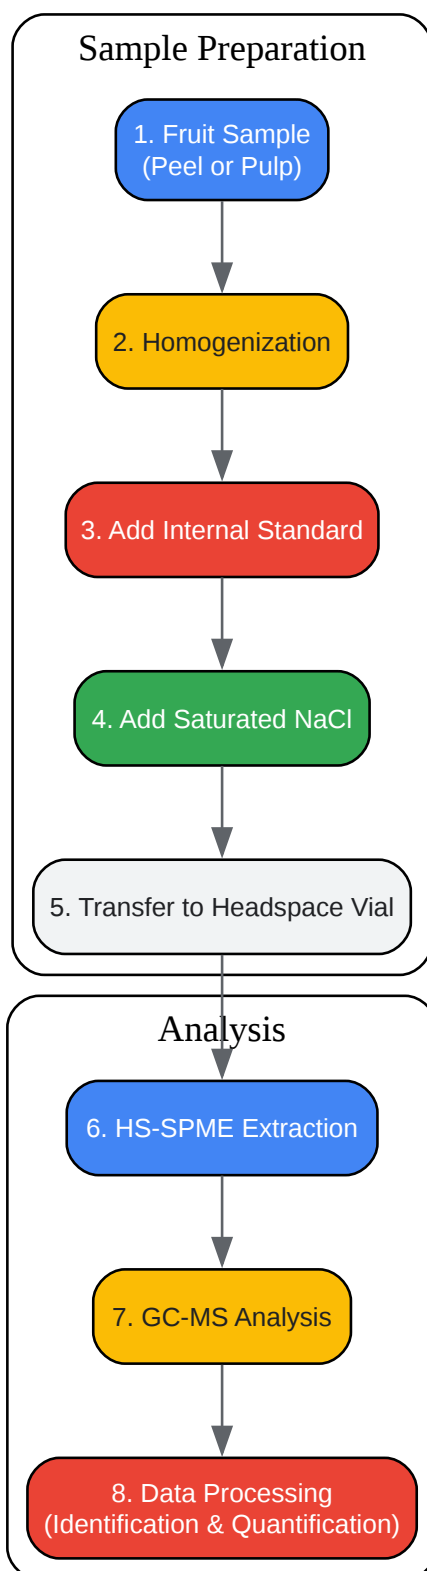 Sample Preparation
1. Fruit Sample
(Peel or Pulp)
2. Homogenization
3. Add Internal Standard
4. Add Saturated NaCl
5. Transfer to Headspace Vial
Analysis
6. HS-SPME Extraction
7. GC-MS Analysis
8. Data Processing
(Identification & Quantification)